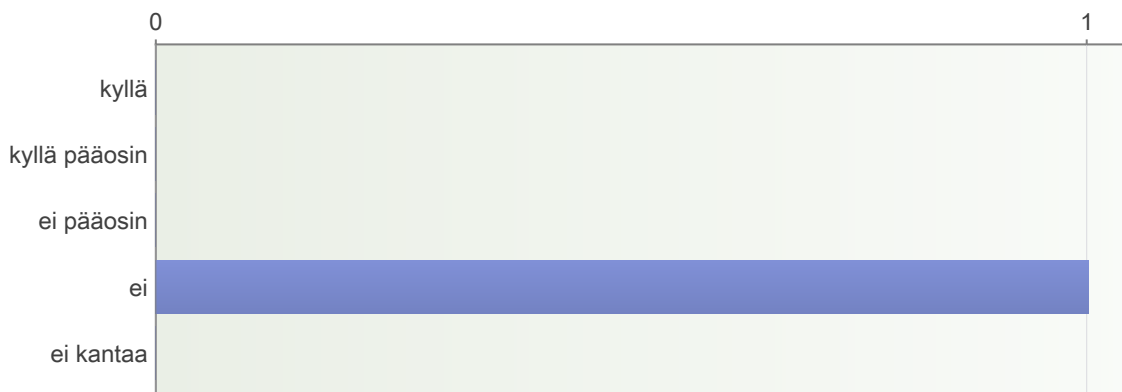 0 1
kyllä
kyllä pääosin
ei pääosin
ei
ei kantaa